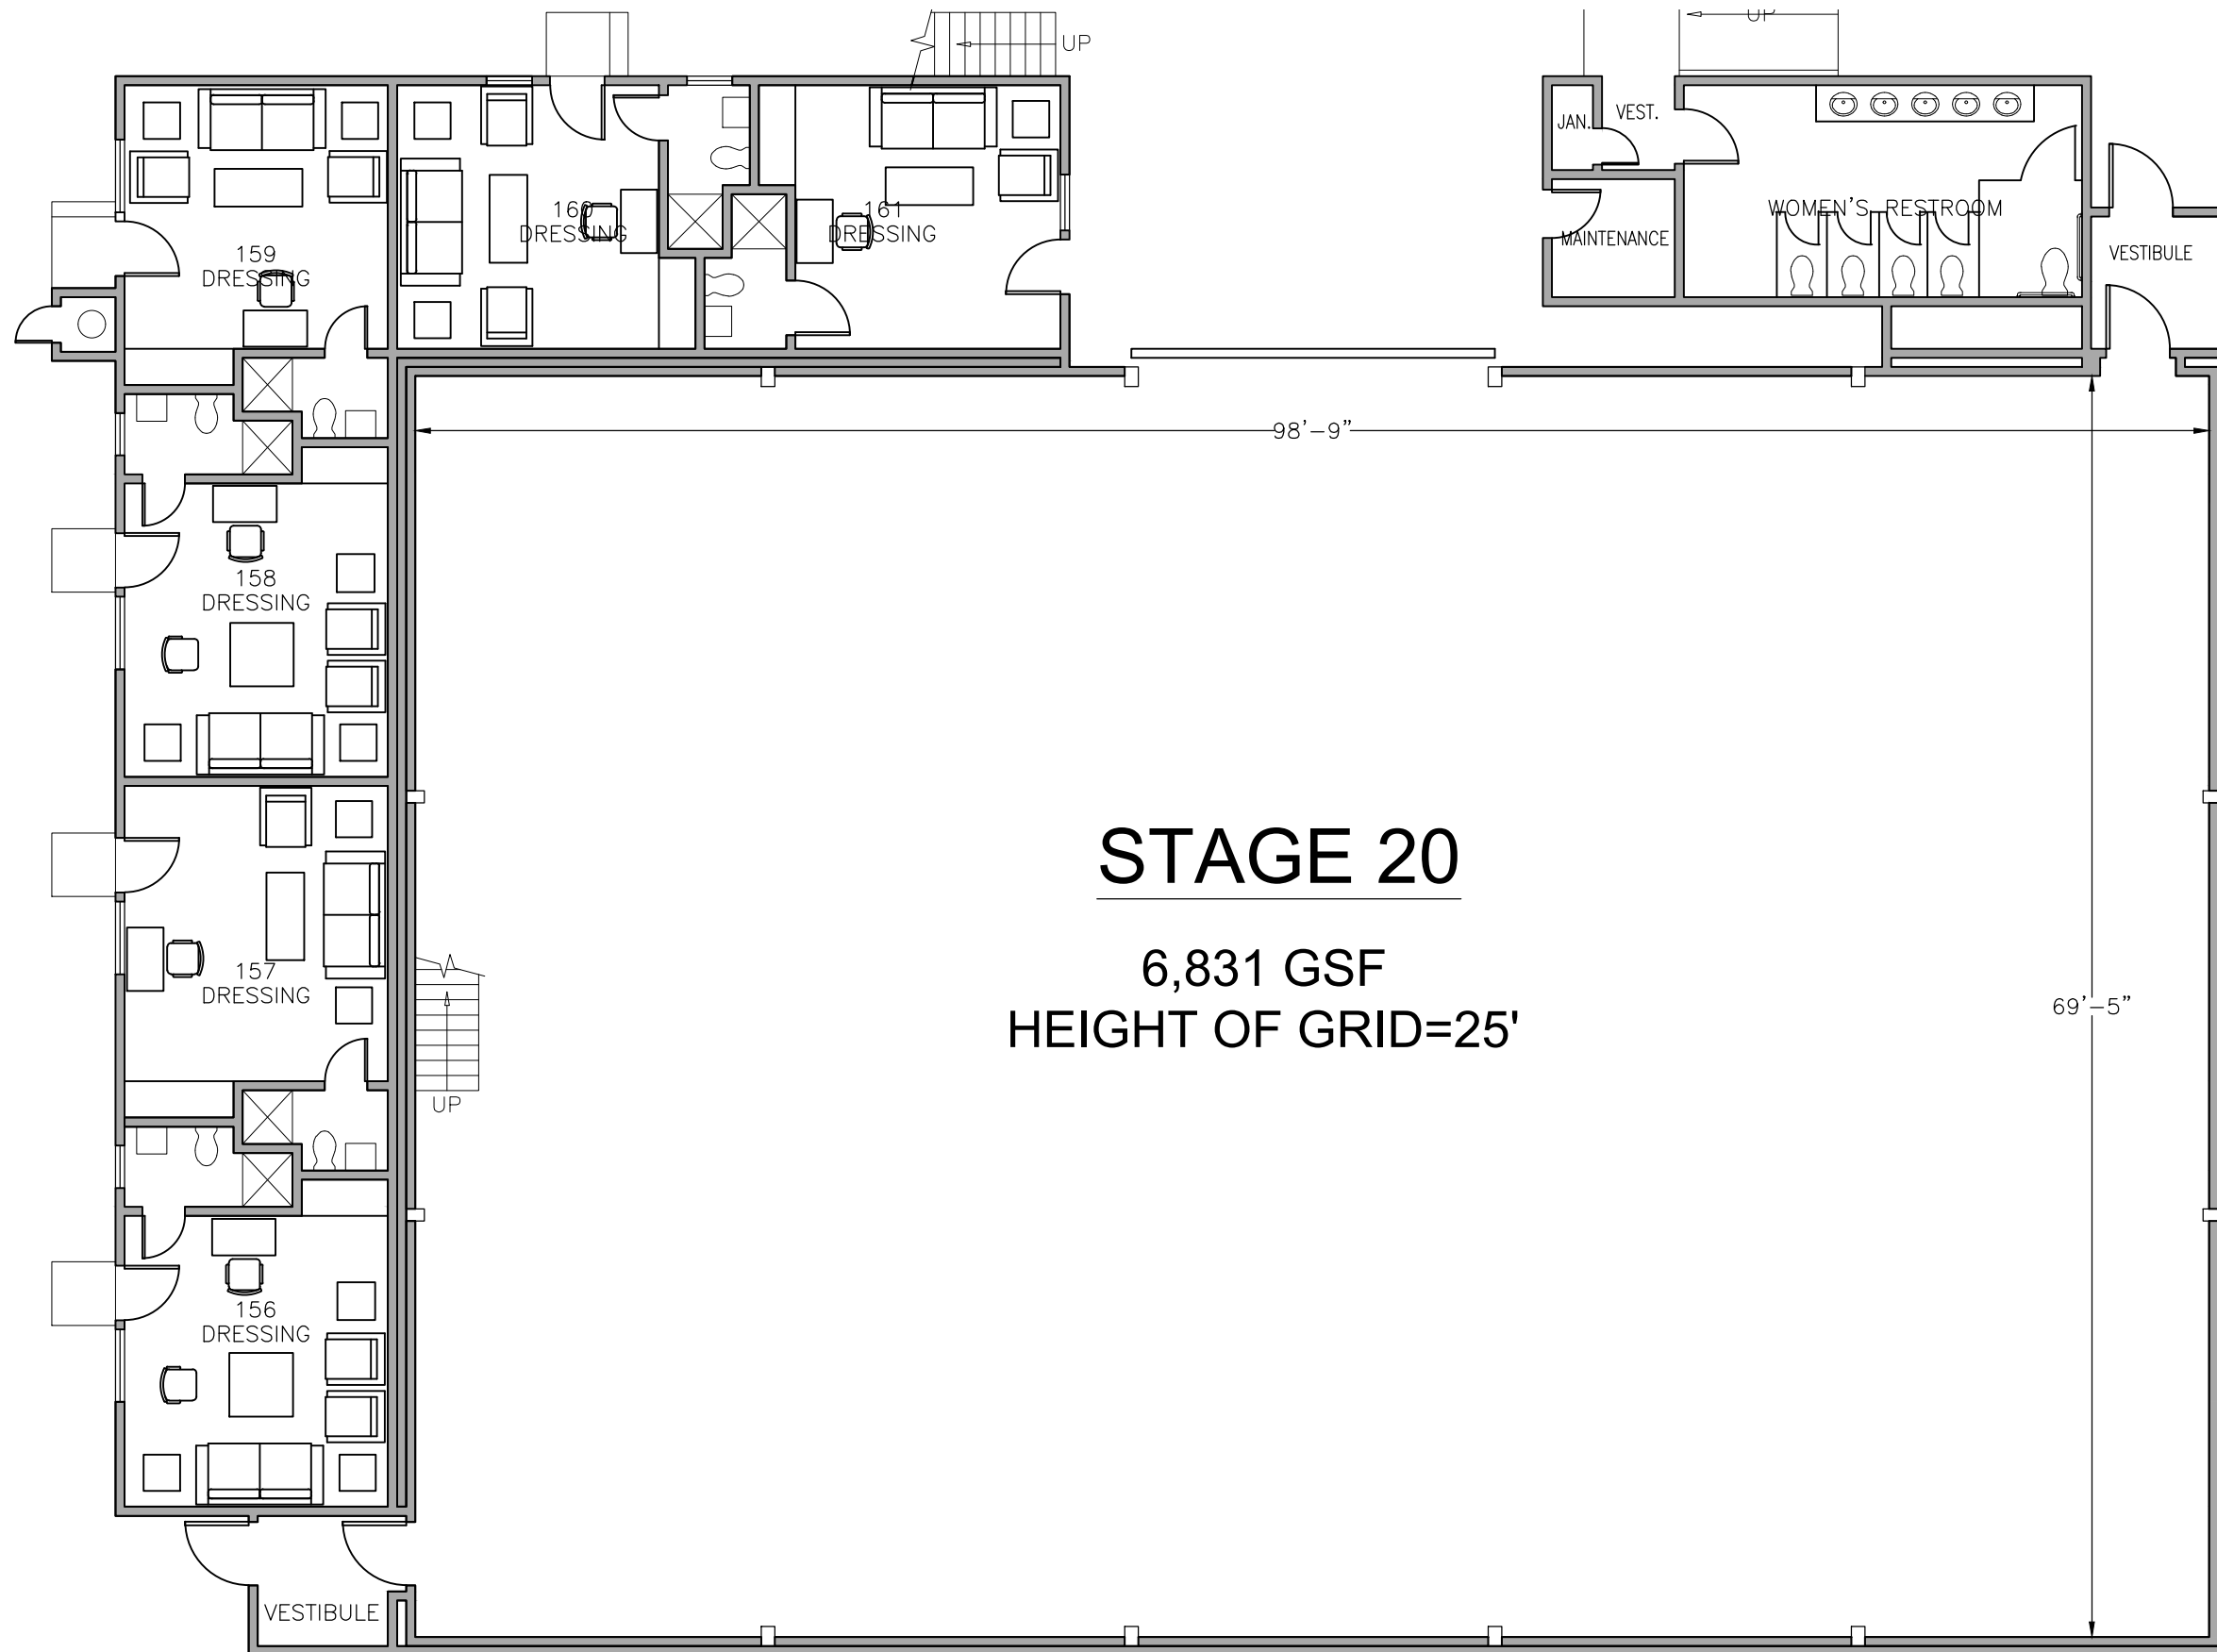 UP
UP
JAN.
VEST.
160
DRESSING
161
DRESSING
WOMEN'S RESTROOM
MAINTENANCE
VESTIBULE
159
DRESSING
98'-9"
158
DRESSING
STAGE 20
6,831 GSF
HEIGHT OF GRID=25'
157
DRESSING
69'-5"
UP
156
DRESSING
VESTIBULE